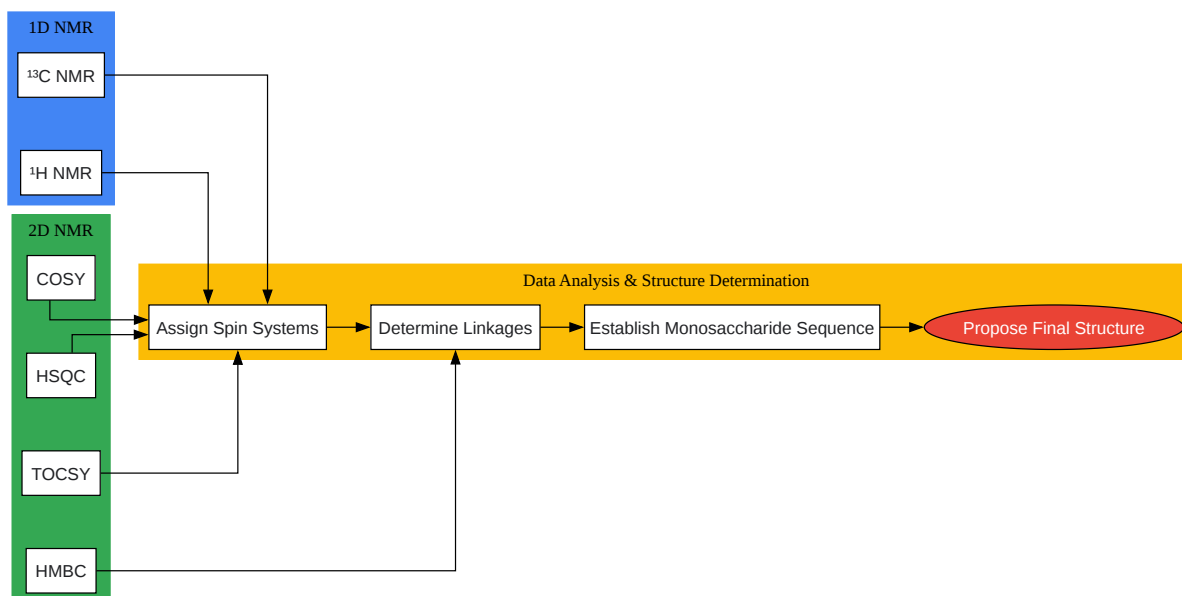 1D NMR
¹³C NMR
¹H NMR
2D NMR
COSY
HSQC
TOCSY
HMBC
Data Analysis & Structure Determination
Assign Spin Systems
Determine Linkages
Establish Monosaccharide Sequence
Propose Final Structure